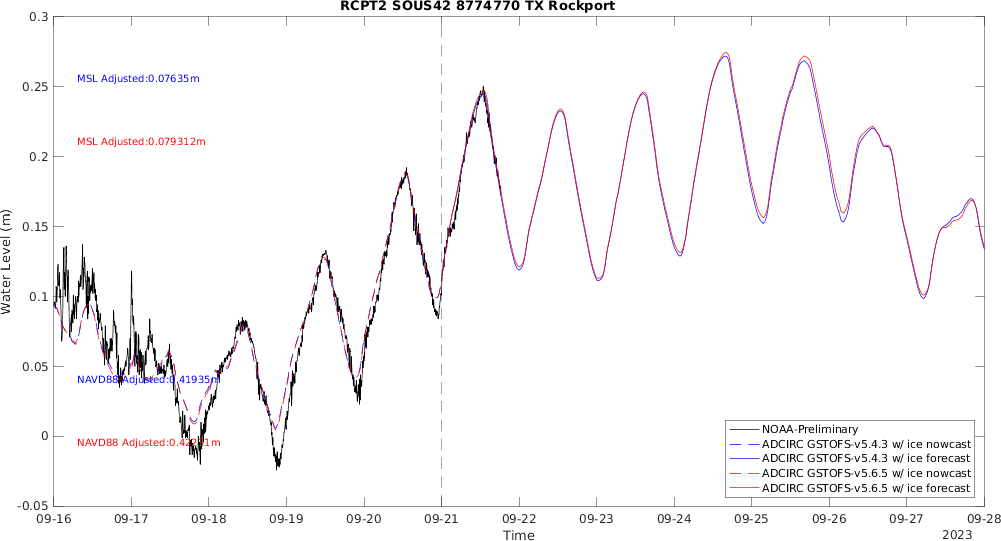 RCPT2 SOUS42 8774770 TX Rockport
0.3
0.25
0.2
0.15
0.1
0.05
0
-0.05
Water Level (m)
MSL Adjusted:0.07635m
MSL Adjusted:0.079312m
NAVD88 Adjusted:0.41935m
NAVD88 Adjusted:
NOAA-Preliminary
ADCIRC GSTOFS-v5.4.3 w/ ice nowcast
ADCIRC GSTOFS-v5.4.3 w/ ice forecast
ADCIRC GSTOFS-v5.6.5 w/ ice nowcast
ADCIRC GSTOFS-v5.6.5 w/ ice forecast
09-16 09-17 09-18 09-19 09-20 09-21 09-22 09-23 09-24 09-25 09-26 09-27 09-28
Time
2023